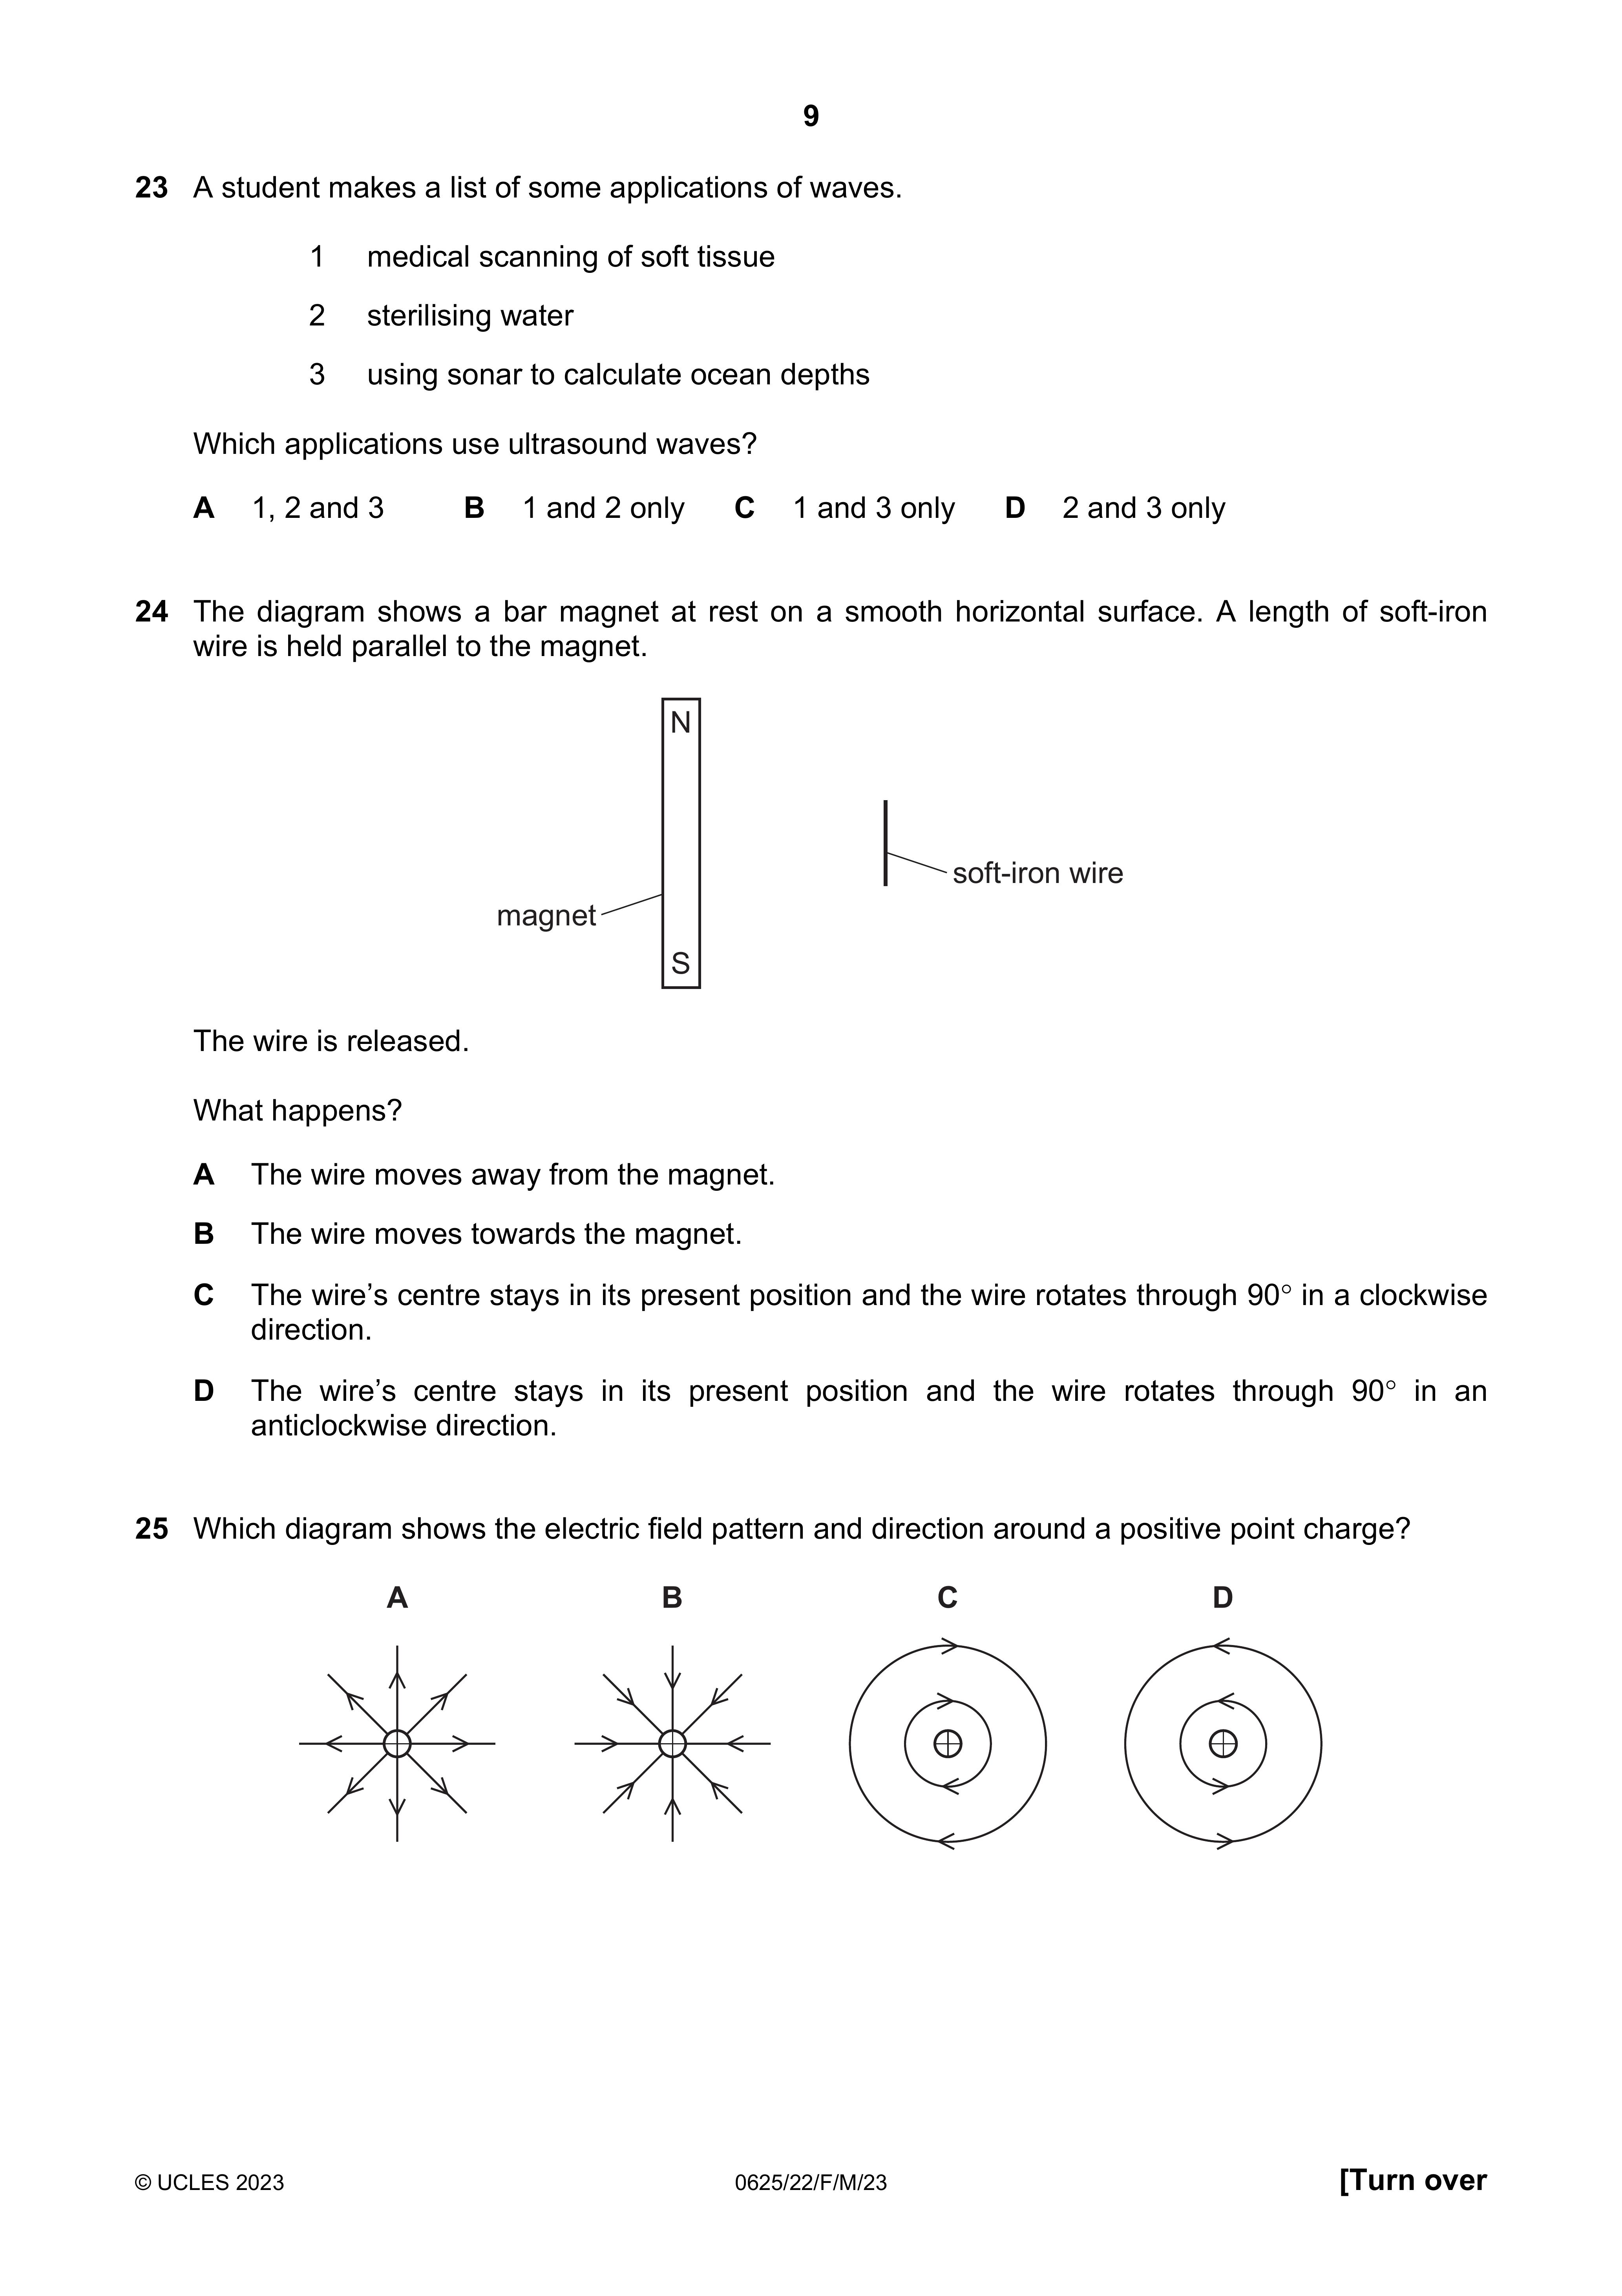 9
23 A student makes a list of some applications of waves.
1 medical scanning of soft tissue
2 sterilising water
3 using sonar to calculate ocean depths
Which applications use ultrasound waves?
A 1, 2 and 3 B 1 and 2 only C 1 and 3 only D 2 and 3 only
24 The diagram shows a bar magnet at rest on a smooth horizontal surface. A length of soft-iron
wire is held parallel to the magnet.
N
soft-iron wire
magnet
S
The wire is released.
What happens?
A The wire moves away from the magnet.
B The wire moves towards the magnet.
C The wire’s centre stays in its present position and the wire rotates through 90° in a clockwise
direction.
D The wire’s centre stays in its present position and the wire rotates through 90° in an
anticlockwise direction.
25 Which diagram shows the electric field pattern and direction around a positive point charge?
A B C D
© UCLES 2023 0625/22/F/M/23 [Turn over